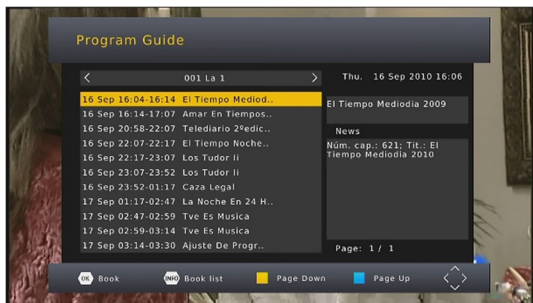 Program Guide
001 La 1
Thu. 16 Sep 2010 16:06
16 Sep 16:04-16:14 El Tiempo Mediod..
16 Sep 16:14-17:07 Amar En Tiempos..
16 Sep 20:58-22:07 Telediario 2ªedic..
16 Sep 22:07-22:17 El Tiempo Noche..
16 Sep 22:17-23:07 Los Tudor Ii
16 Sep 23:07-23:52 Los Tudor Ii
16 Sep 23:52-01:17 Caza Legal
17 Sep 01:17-02:47 La Noche En 24 H..
17 Sep 02:47-02:59 Tve Es Musica
17 Sep 02:59-03:14 Tve Es Musica
17 Sep 03:14-03:30 Ajuste De Progr..
El Tiempo Mediodia 2009
News
Núm. cap.: 621; Tit.: El
Tiempo Mediodia 2010
Page: 1 / 1
OK Book INFO Book list Page Down Page Up